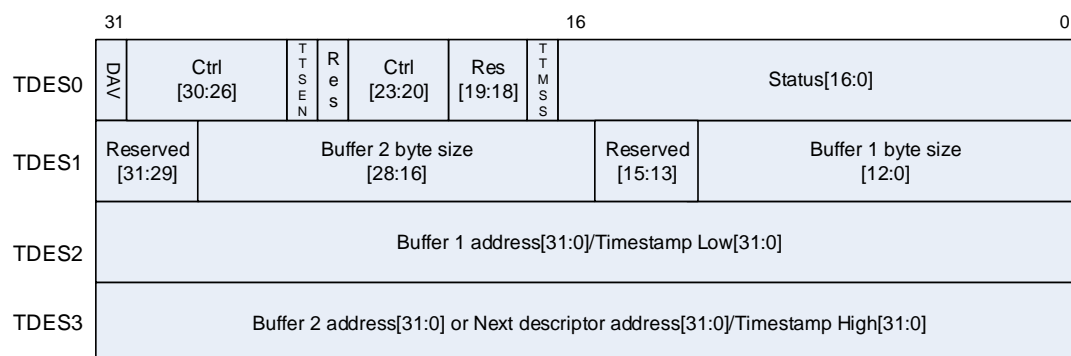 31 16 0
TDES0
DAV
Ctrl
[30:26]
TTSEN
Res
Ctrl
[23:20]
Res
[19:18]
TTMSS
Status[16:0]
TDES1
Reserved
[31:29]
Buffer 2 byte size
[28:16]
Reserved
[15:13]
Buffer 1 byte size
[12:0]
TDES2
Buffer 1 address[31:0]/Timestamp Low[31:0]
TDES3
Buffer 2 address[31:0] or Next descriptor address[31:0]/Timestamp High[31:0]